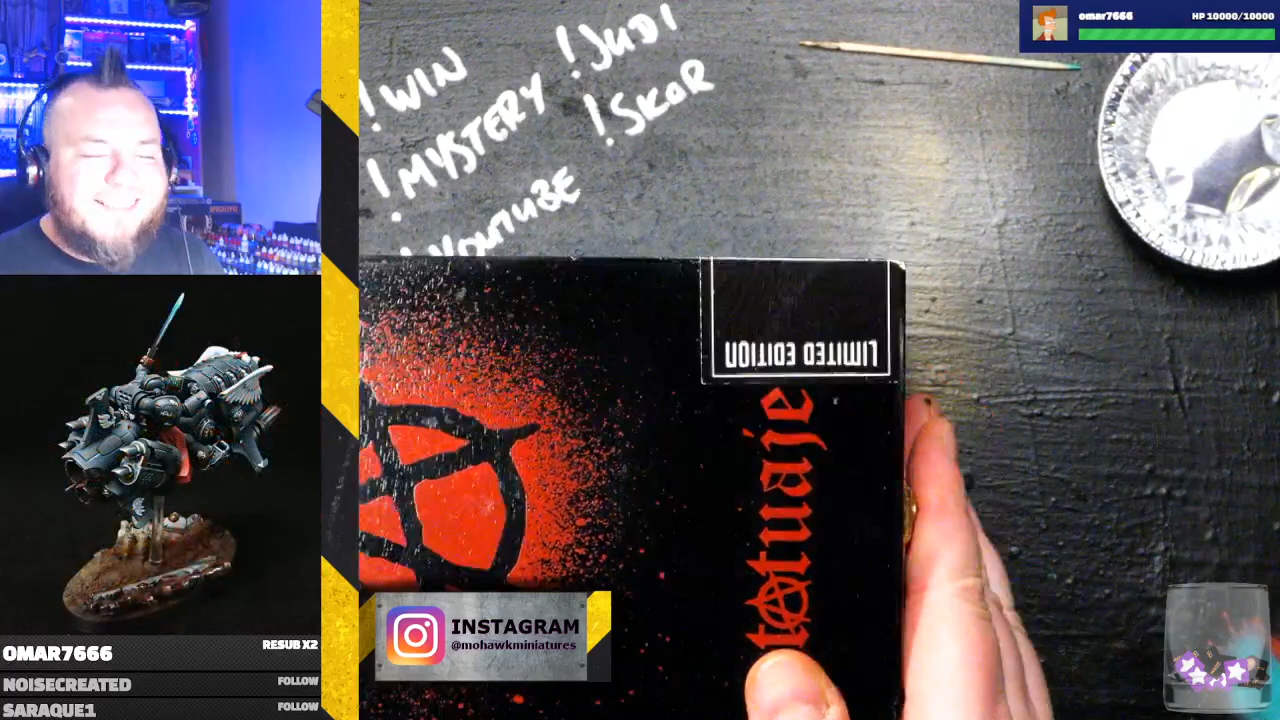 !WIN
!JUDI
!MYSTERY
!SKOR
!YOUTUBE
LIMITED EDITION
tatuaje
INSTAGRAM
@mohawkminiatures
omar7666
HP 10000/10000
OMAR7666
RESUB X2
NOISECREATED
FOLLOW
SARAQUE1
FOLLOW